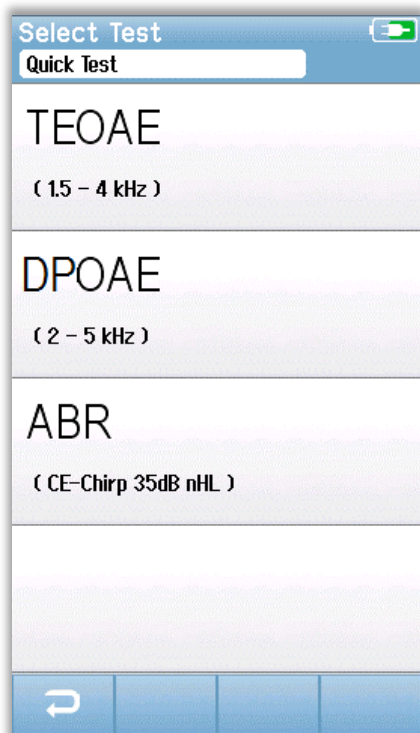 Select Test
Quick Test
TEOAE
( 1.5 - 4 kHz )
DPOAE
( 2 - 5 kHz )
ABR
( CE-Chirp 35dB nHL )